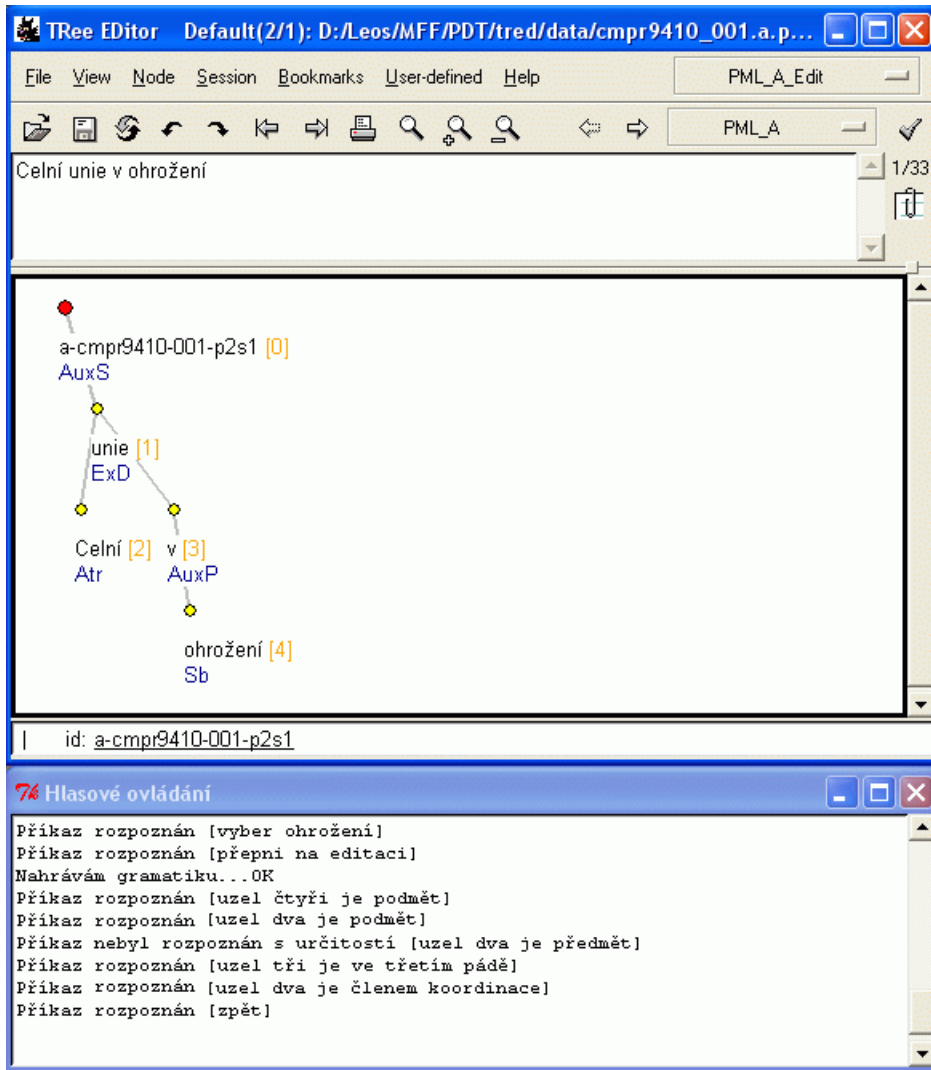 TRee EDitor Default(2/1): D:/Leos/MFF/PDT/tred/data/cmpr9410_001.a.p...
File View Node Session Bookmarks User-defined Help PML_A_Edit
PML_A
Celní unie v ohrožení
1/33
a-cmpr9410-001-p2s1 [0]
AuxS
unie [1]
ExD
Celní [2] v [3]
Atr AuxP
ohrožení [4]
Sb
id: a-cmpr9410-001-p2s1
Hlasové ovládání
Příkaz rozpoznán [vyber ohrožení]
Příkaz rozpoznán [přepni na editaci]
Nahrávám gramatiku...OK
Příkaz rozpoznán [uzel čtyři je podmět]
Příkaz rozpoznán [uzel dva je podmět]
Příkaz nebyl rozpoznán s určitostí [uzel dva je předmět]
Příkaz rozpoznán [uzel tři je ve třetím pádě]
Příkaz rozpoznán [uzel dva je členem koordinace]
Příkaz rozpoznán [zpět]